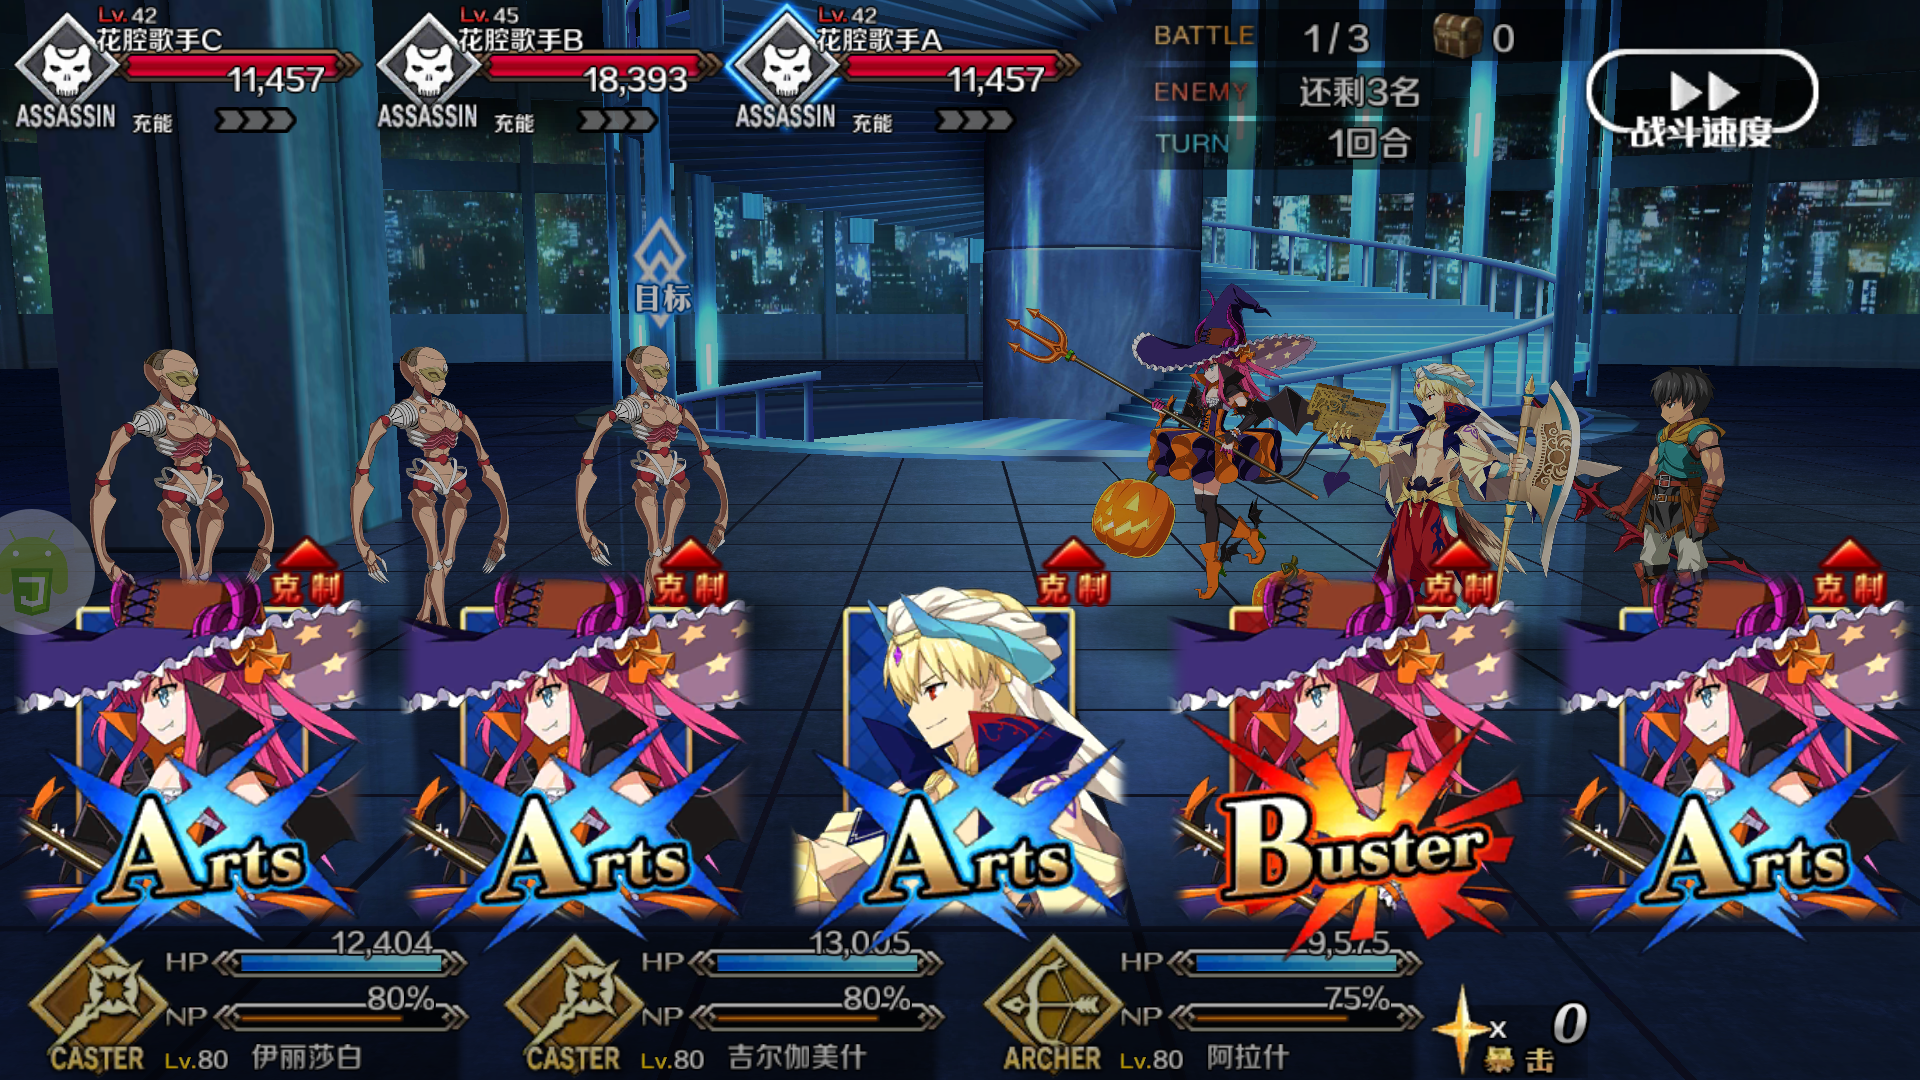 Lv.42
花腔歌手C
11,457
ASSASSIN
充能
Lv.45
花腔歌手B
18,393
ASSASSIN
充能
Lv.42
花腔歌手A
11,457
ASSASSIN
充能
BATTLE 1/3 0
ENEMY 还剩3名
TURN 1回合
战斗速度
目标
克制
克制
克制
克制
克制
Arts
Arts
Arts
Buster
Arts
HP 12,404
NP 80%
CASTER Lv.80 伊丽莎白
HP 13,005
NP 80%
CASTER Lv.80 吉尔伽美什
HP 9,575
NP 75%
ARCHER Lv.80 阿拉什
x 0
暴击